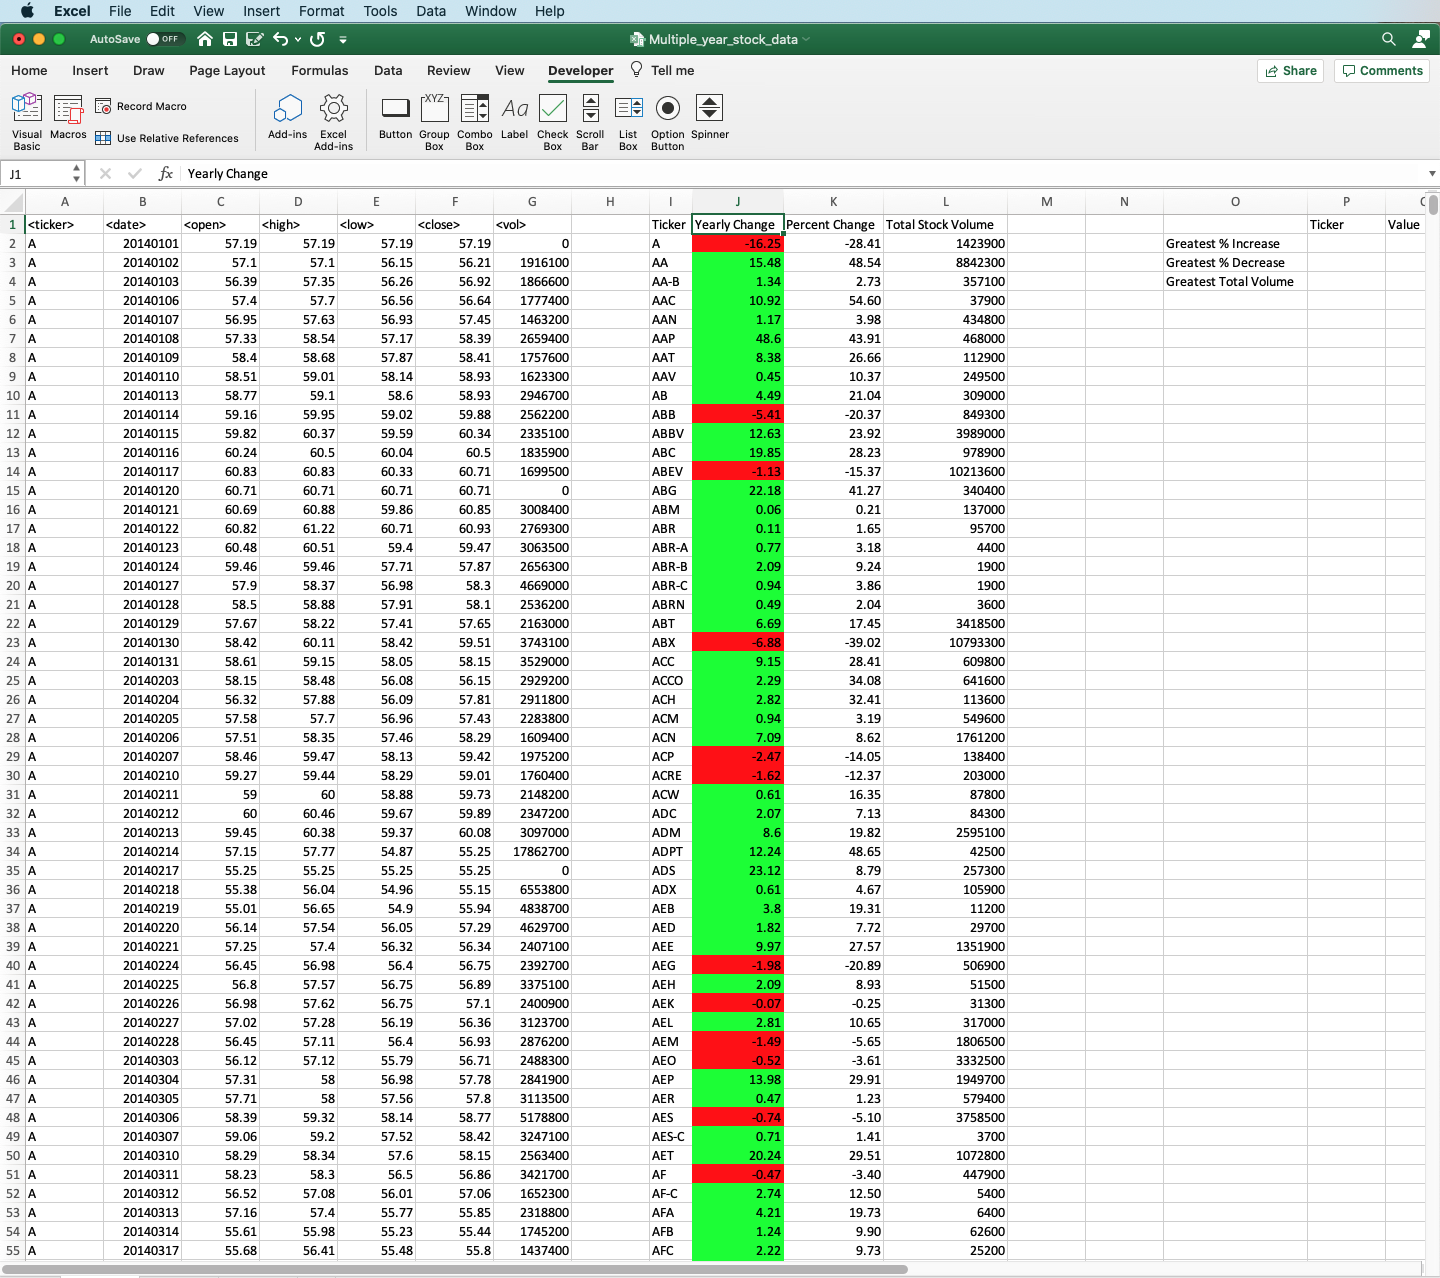 Excel File Edit View Insert Format Tools Data Window Help
AutoSave OFF Multiple_year_stock_data
Home Insert Draw Page Layout Formulas Data Review View Developer Tell me Share Comments
Visual Basic Macros Record Macro Use Relative References Add-ins Excel Add-ins Button Group Box Combo Box Label Check Box Scroll Bar List Box Option Button Spinner
XYZ Aa
J1 fx Yearly Change
A B C D E F G H I J K L M N O P
1 <ticker> <date> <open> <high> <low> <close> <vol> Ticker Yearly Change Percent Change Total Stock Volume Ticker Value
2 A 20140101 57.19 57.19 57.19 57.19 0 A -16.25 -28.41 1423900 Greatest % Increase
3 A 20140102 57.1 57.1 56.15 56.21 1916100 AA 15.48 48.54 8842300 Greatest % Decrease
4 A 20140103 56.39 57.35 56.26 56.92 1866600 AA-B 1.34 2.73 357100 Greatest Total Volume
5 A 20140106 57.4 57.7 56.56 56.64 1777400 AAC 10.92 54.60 37900
6 A 20140107 56.95 57.63 56.93 57.45 1463200 AAN 1.17 3.98 434800
7 A 20140108 57.33 58.54 57.17 58.39 2659400 AAP 48.6 43.91 468000
8 A 20140109 58.4 58.68 57.87 58.41 1757600 AAT 8.38 26.66 112900
9 A 20140110 58.51 59.01 58.14 58.93 1623300 AAV 0.45 10.37 249500
10 A 20140113 58.77 59.1 58.6 58.93 2946700 AB 4.49 21.04 309000
11 A 20140114 59.16 59.95 59.02 59.88 2562200 ABB -5.41 -20.37 849300
12 A 20140115 59.82 60.37 59.59 60.34 2335100 ABBV 12.63 23.92 3989000
13 A 20140116 60.24 60.5 60.04 60.5 1835900 ABC 19.85 28.23 978900
14 A 20140117 60.83 60.83 60.33 60.71 1699500 ABEV -1.13 -15.37 10213600
15 A 20140120 60.71 60.71 60.71 60.71 0 ABG 22.18 41.27 340400
16 A 20140121 60.69 60.88 59.86 60.85 3008400 ABM 0.06 0.21 137000
17 A 20140122 60.82 61.22 60.71 60.93 2769300 ABR 0.11 1.65 95700
18 A 20140123 60.48 60.51 59.4 59.47 3063500 ABR-A 0.77 3.18 4400
19 A 20140124 59.46 59.46 57.71 57.87 2656300 ABR-B 2.09 9.24 1900
20 A 20140127 57.9 58.37 56.98 58.3 4669000 ABR-C 0.94 3.86 1900
21 A 20140128 58.5 58.88 57.91 58.1 2536200 ABRN 0.49 2.04 3600
22 A 20140129 57.67 58.22 57.41 57.65 2163000 ABT 6.69 17.45 3418500
23 A 20140130 58.42 60.11 58.42 59.51 3743100 ABX -6.88 -39.02 10793300
24 A 20140131 58.61 59.15 58.05 58.15 3529000 ACC 9.15 28.41 609800
25 A 20140203 58.15 58.48 56.08 56.15 2929200 ACCO 2.29 34.08 641600
26 A 20140204 56.32 57.88 56.09 57.81 2911800 ACH 2.82 32.41 113600
27 A 20140205 57.58 57.7 56.96 57.43 2283800 ACM 0.94 3.19 549600
28 A 20140206 57.51 58.35 57.46 58.29 1609400 ACN 7.09 8.62 1761200
29 A 20140207 58.46 59.47 58.13 59.42 1975200 ACP -2.47 -14.05 138400
30 A 20140210 59.27 59.44 58.29 59.01 1760400 ACRE -1.62 -12.37 203000
31 A 20140211 59 60 58.88 59.73 2148200 ACW 0.61 16.35 87800
32 A 20140212 60 60.46 59.67 59.89 2347200 ADC 2.07 7.13 84300
33 A 20140213 59.45 60.38 59.37 60.08 3097000 ADM 8.6 19.82 2595100
34 A 20140214 57.15 57.77 54.87 55.25 17862700 ADPT 12.24 48.65 42500
35 A 20140217 55.25 55.25 55.25 55.25 0 ADS 23.12 8.79 257300
36 A 20140218 55.38 56.04 54.96 55.15 6553800 ADX 0.61 4.67 105900
37 A 20140219 55.01 56.65 54.9 55.94 4838700 AEB 3.8 19.31 11200
38 A 20140220 56.14 57.54 56.05 57.29 4629700 AED 1.82 7.72 29700
39 A 20140221 57.25 57.4 56.32 56.34 2407100 AEE 9.97 27.57 1351900
40 A 20140224 56.45 56.98 56.4 56.75 2392700 AEG -1.98 -20.89 506900
41 A 20140225 56.8 57.57 56.75 56.89 3375100 AEH 2.09 8.93 51500
42 A 20140226 56.98 57.62 56.75 57.1 2400900 AEK -0.07 -0.25 31300
43 A 20140227 57.02 57.28 56.19 56.36 3123700 AEL 2.81 10.65 317000
44 A 20140228 56.45 57.11 56.4 56.93 2876200 AEM -1.49 -5.65 1806500
45 A 20140303 56.12 57.12 55.79 56.71 2488300 AEO -0.52 -3.61 3332500
46 A 20140304 57.31 58 56.98 57.78 2841900 AEP 13.98 29.91 1949700
47 A 20140305 57.71 58 57.56 57.8 3113500 AER 0.47 1.23 579400
48 A 20140306 58.39 59.32 58.14 58.77 5178800 AES -0.74 -5.10 3758500
49 A 20140307 59.06 59.2 57.52 58.42 3247100 AES-C 0.71 1.41 3700
50 A 20140310 58.29 58.34 57.6 58.15 2563400 AET 20.24 29.51 1072800
51 A 20140311 58.23 58.3 56.5 56.86 3421700 AF -0.47 -3.40 447900
52 A 20140312 56.52 57.08 56.01 57.06 1652300 AF-C 2.74 12.50 5400
53 A 20140313 57.16 57.4 55.77 55.85 2318800 AFA 4.21 19.73 6400
54 A 20140314 55.61 55.98 55.23 55.44 1745200 AFB 1.24 9.90 62600
55 A 20140317 55.68 56.41 55.48 55.8 1437400 AFC 2.22 9.73 25200